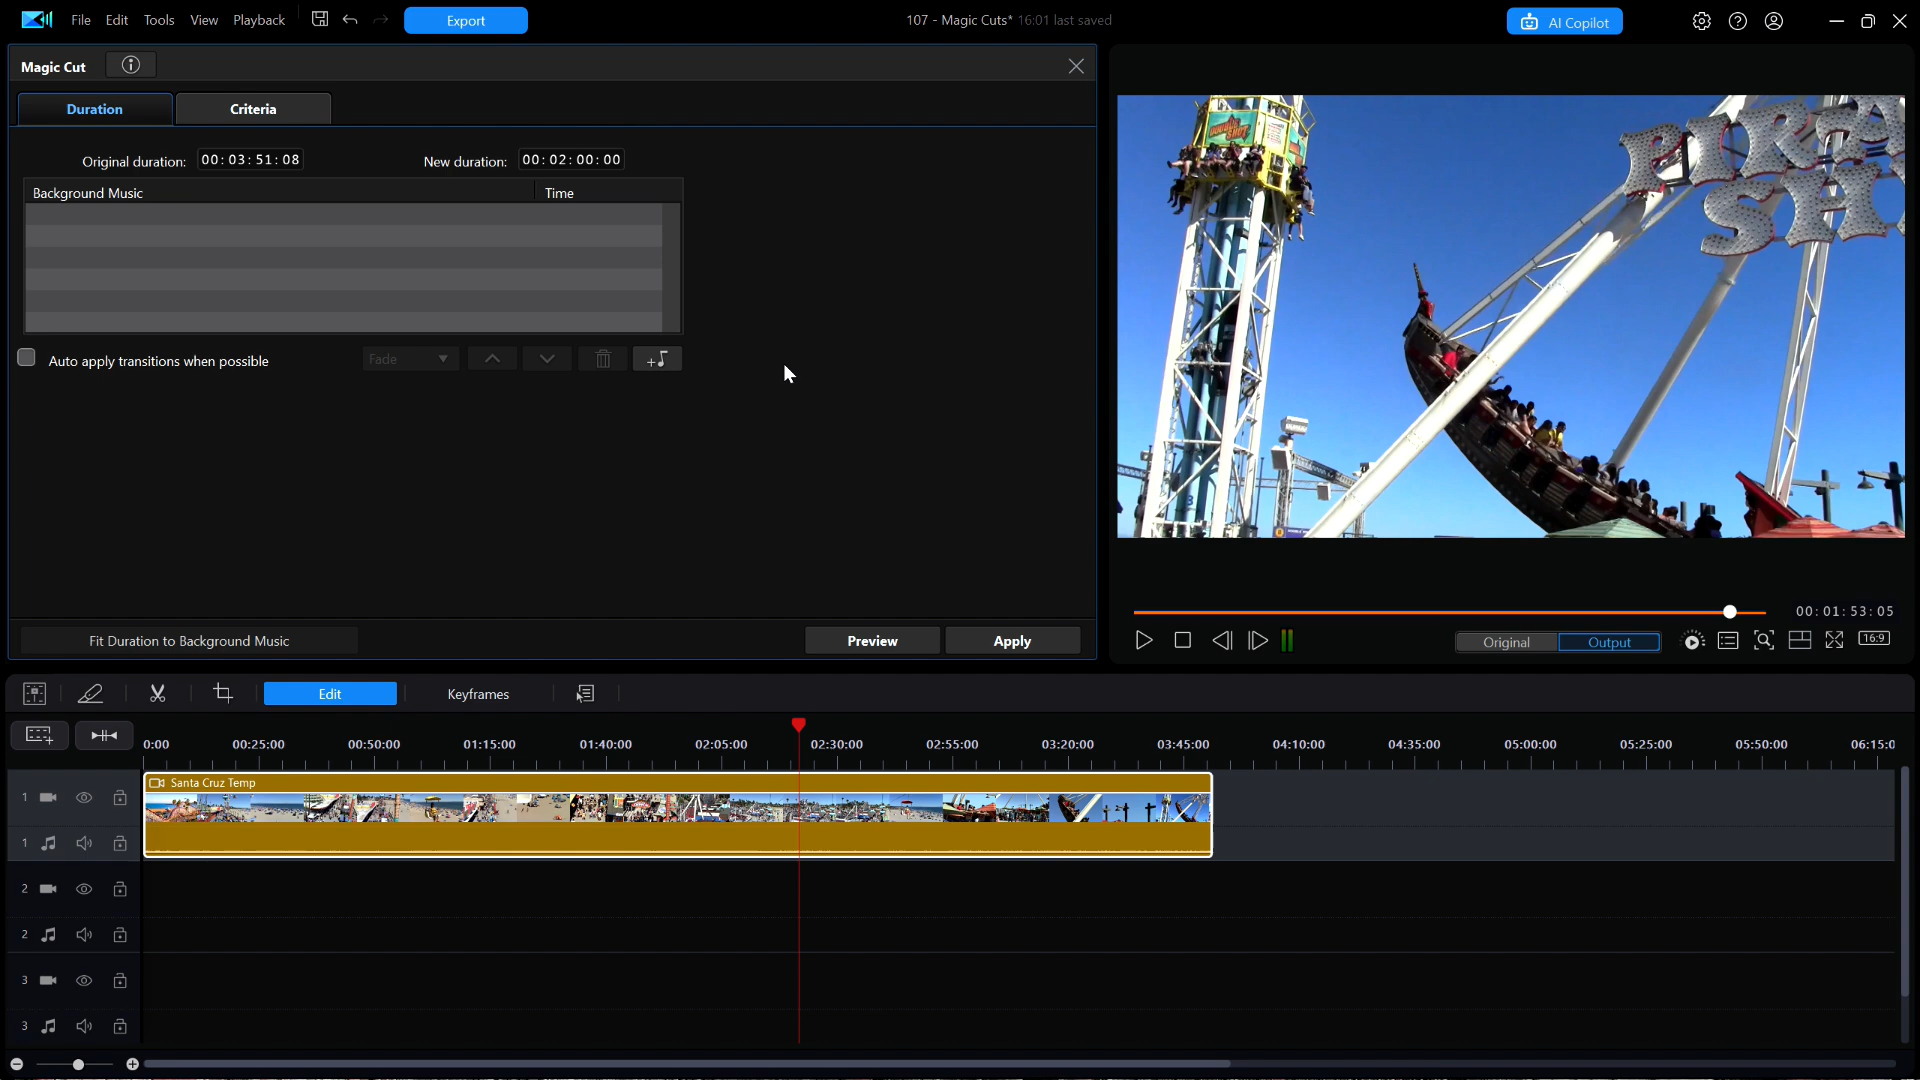 File Edit Tools View Playback Export 107 - Magic Cuts* 16:01 last saved AI Copilot
Magic Cut
Duration Criteria
Original duration: 00:03:51:08 New duration: 00:02:00:00
Background Music Time
Auto apply transitions when possible Fade
Fit Duration to Background Music Preview Apply
DOUBLE SHOT
PIRA
SHI
00:01:53:05
Original Output 16:9
Edit Keyframes
0:00 00:25:00 00:50:00 01:15:00 01:40:00 02:05:00 02:30:00 02:55:00 03:20:00 03:45:00 04:10:00 04:35:00 05:00:00 05:25:00 05:50:00 06:15:0
Santa Cruz Temp
1
1
2
2
3
3